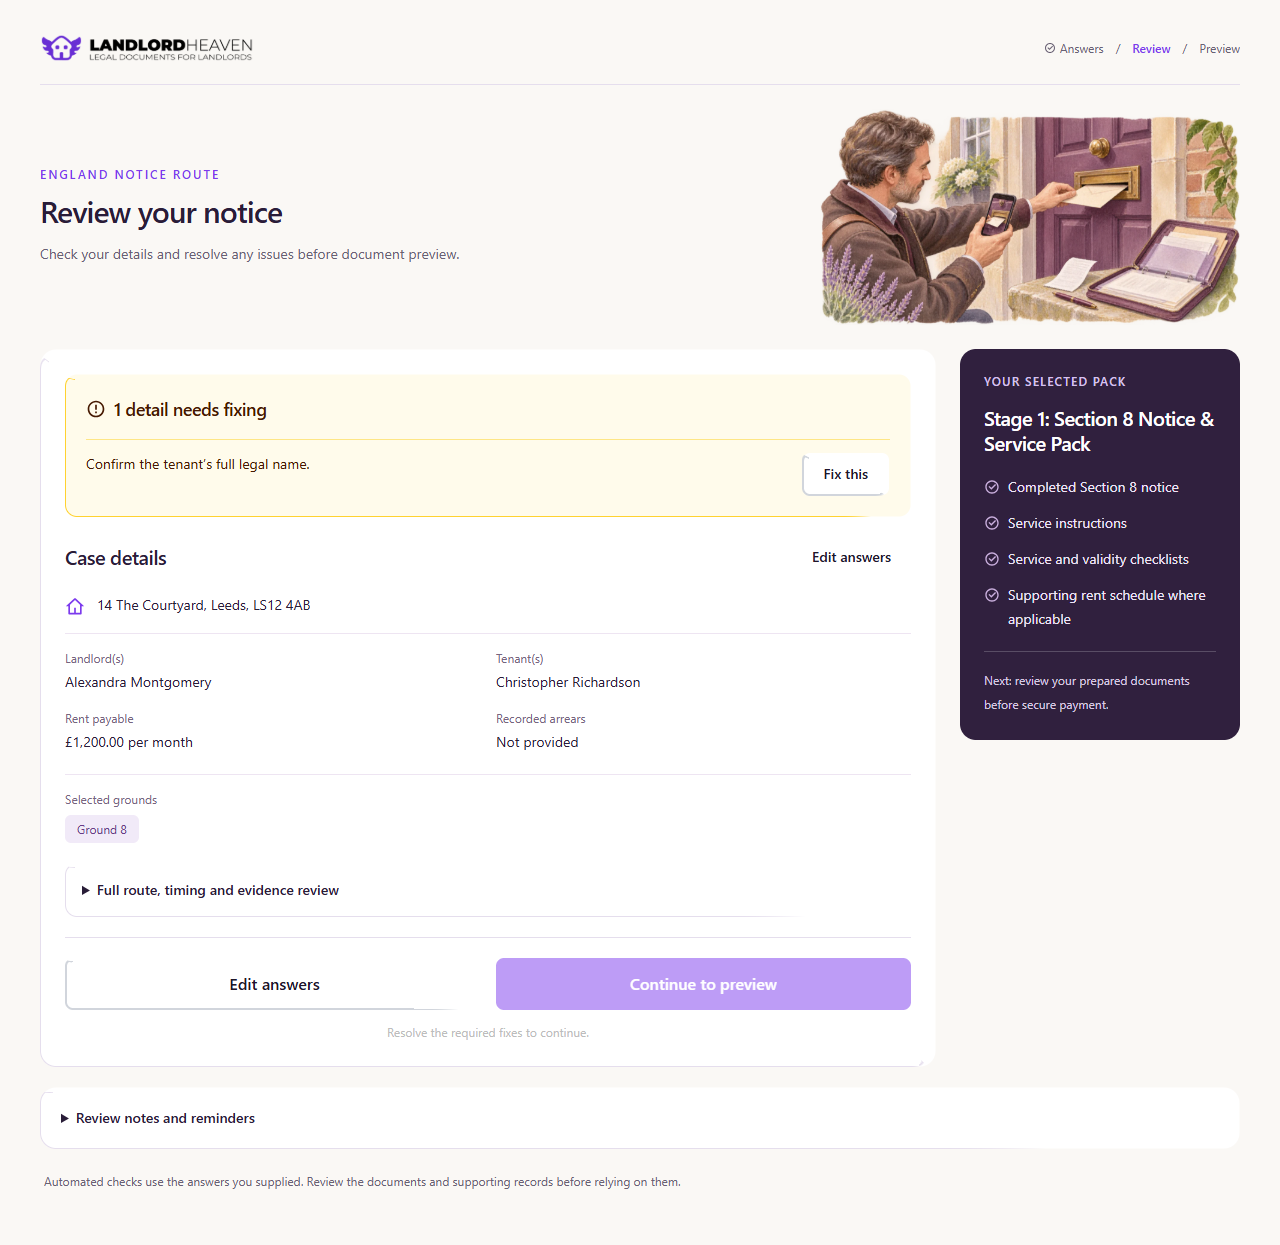 LANDLORDHEAVEN
LEGAL DOCUMENTS FOR LANDLORDS
Answers / Review / Preview
ENGLAND NOTICE ROUTE
Review your notice
Check your details and resolve any issues before document preview.
1 detail needs fixing
Confirm the tenant's full legal name.
Fix this
Case details
Edit answers
14 The Courtyard, Leeds, LS12 4AB
Landlord(s)
Alexandra Montgomery
Tenant(s)
Christopher Richardson
Rent payable
£1,200.00 per month
Recorded arrears
Not provided
Selected grounds
Ground 8
Full route, timing and evidence review
Edit answers
Continue to preview
Resolve the required fixes to continue.
YOUR SELECTED PACK
Stage 1: Section 8 Notice &
Service Pack
Completed Section 8 notice
Service instructions
Service and validity checklists
Supporting rent schedule where
applicable
Next: review your prepared documents
before secure payment.
Review notes and reminders
Automated checks use the answers you supplied. Review the documents and supporting records before relying on them.